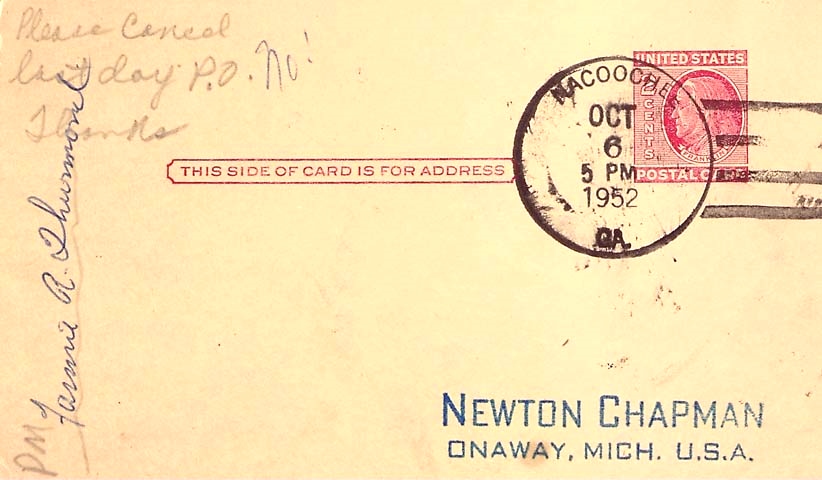 Please Cancel
last day P.O. No!
Thanks
PM
Fannie A. Thurmond
THIS SIDE OF CARD IS FOR ADDRESS
NACOOCHEE
OCT
6
5 PM
1952
GA.
UNITED STATES
2 CENTS
FRANKLIN
POSTAL CARD
NEWTON CHAPMAN
ONAWAY, MICH. U.S.A.